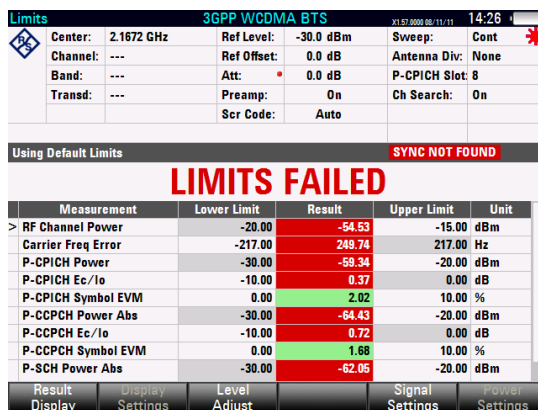 Limits 3GPP WCDMA BTS X1.57.0000 08/11/11 14:26
R&S Center: 2.1672 GHz Ref Level: -30.0 dBm Sweep: Cont
Channel: --- Ref Offset: 0.0 dB Antenna Div: None
Band: --- Att: 0.0 dB P-CPICH Slot: 8
Transd: --- Preamp: On Ch Search: On
Scr Code: Auto
Using Default Limits SYNC NOT FOUND
LIMITS FAILED
Measurement Lower Limit Result Upper Limit Unit
> RF Channel Power -20.00 -54.53 -15.00 dBm
Carrier Freq Error -217.00 249.74 217.00 Hz
P-CPICH Power -30.00 -59.34 -20.00 dBm
P-CPICH Ec/Io -10.00 0.37 0.00 dB
P-CPICH Symbol EVM 0.00 2.02 10.00 %
P-CCPCH Power Abs -30.00 -64.43 -20.00 dBm
P-CCPCH Ec/Io -10.00 0.72 0.00 dB
P-CCPCH Symbol EVM 0.00 1.68 10.00 %
P-SCH Power Abs -30.00 -62.05 -20.00 dBm
Result Display Level Signal Power
Display Settings Adjust Settings Settings